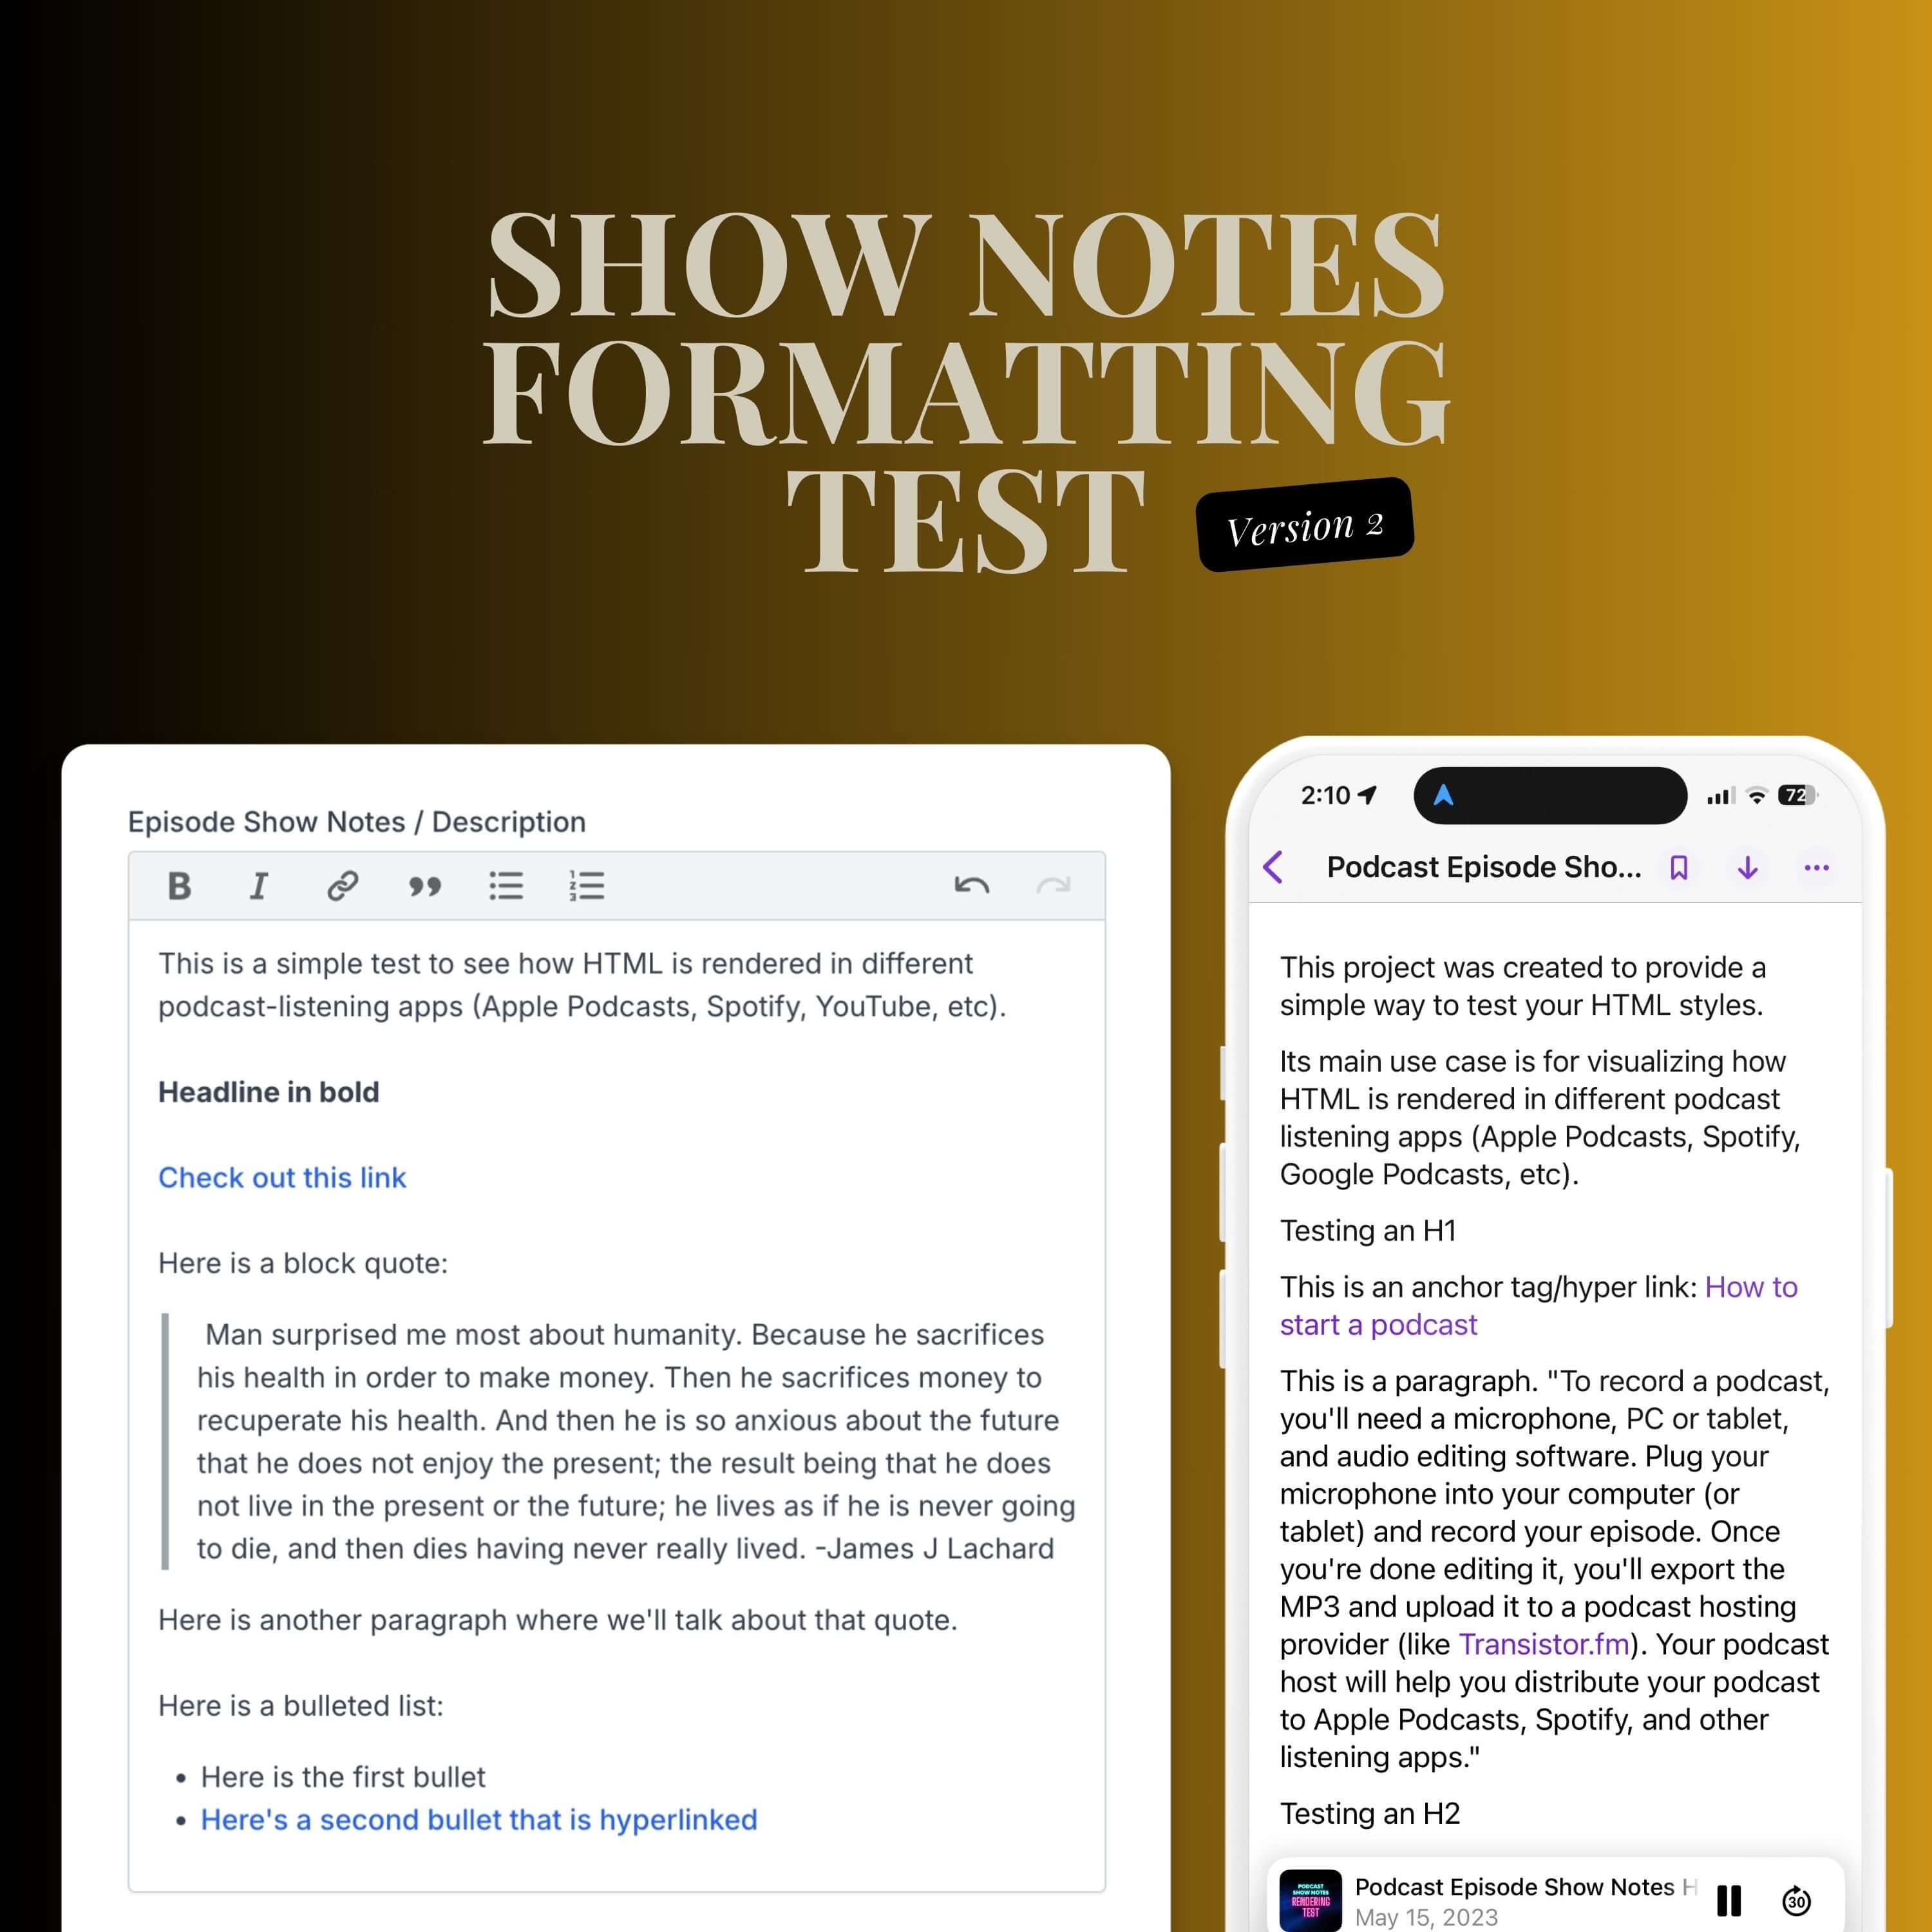 SHOW NOTES
FORMATTING
TEST
Version 2
Episode Show Notes / Description
B I
This is a simple test to see how HTML is rendered in different
podcast-listening apps (Apple Podcasts, Spotify, YouTube, etc).
Headline in bold
Check out this link
Here is a block quote:
Man surprised me most about humanity. Because he sacrifices
his health in order to make money. Then he sacrifices money to
recuperate his health. And then he is so anxious about the future
that he does not enjoy the present; the result being that he does
not live in the present or the future; he lives as if he is never going
to die, and then dies having never really lived. -James J Lachard
Here is another paragraph where we'll talk about that quote.
Here is a bulleted list:
• Here is the first bullet
• Here's a second bullet that is hyperlinked
2:10
72
Podcast Episode Sho...
This project was created to provide a
simple way to test your HTML styles.
Its main use case is for visualizing how
HTML is rendered in different podcast
listening apps (Apple Podcasts, Spotify,
Google Podcasts, etc).
Testing an H1
This is an anchor tag/hyper link: How to
start a podcast
This is a paragraph. "To record a podcast,
you'll need a microphone, PC or tablet,
and audio editing software. Plug your
microphone into your computer (or
tablet) and record your episode. Once
you're done editing it, you'll export the
MP3 and upload it to a podcast hosting
provider (like Transistor.fm). Your podcast
host will help you distribute your podcast
to Apple Podcasts, Spotify, and other
listening apps."
Testing an H2
PODCAST
SHOW NOTES
RENDERING
TEST
Podcast Episode Show Notes H
May 15, 2023
30